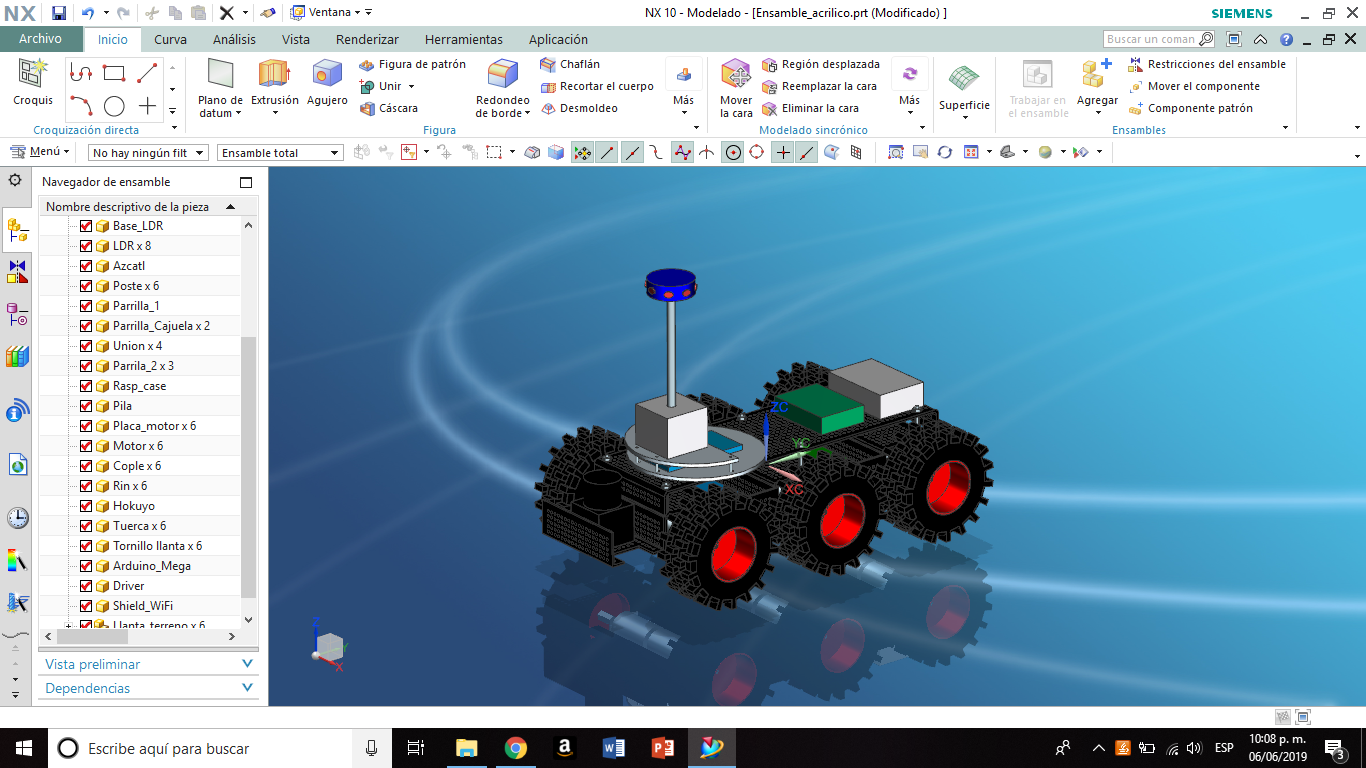 NX
Ventana
NX 10 - Modelado - [Ensamble_acrilico.prt (Modificado) ]
SIEMENS
Archivo
Inicio
Curva
Análisis
Vista
Renderizar
Herramientas
Aplicación
Buscar un coman
Croquis
Croquización directa
Plano de datum
Extrusión
Agujero
Figura de patrón
Unir
Cáscara
Redondeo de borde
Chaflán
Recortar el cuerpo
Desmoldeo
Más
Figura
Mover la cara
Región desplazada
Reemplazar la cara
Eliminar la cara
Más
Modelado sincrónico
Superficie
Trabajar en el ensamble
Agregar
Restricciones del ensamble
Mover el componente
Componente patrón
Ensambles
Menú
No hay ningún filt
Ensamble total
Navegador de ensamble
Nombre descriptivo de la pieza
Base_LDR
LDR x 8
Azcatl
Poste x 6
Parrilla_1
Parrilla_Cajuela x 2
Union x 4
Parrila_2 x 3
Rasp_case
Pila
Placa_motor x 6
Motor x 6
Cople x 6
Rin x 6
Hokuyo
Tuerca x 6
Tornillo llanta x 6
Arduino_Mega
Driver
Shield_WiFi
Llanta_terreno x 6
Vista preliminar
Dependencias
ZC
YC
XC
Z
Y
X
Escribe aquí para buscar
ESP
10:08 p. m.
06/06/2019
3